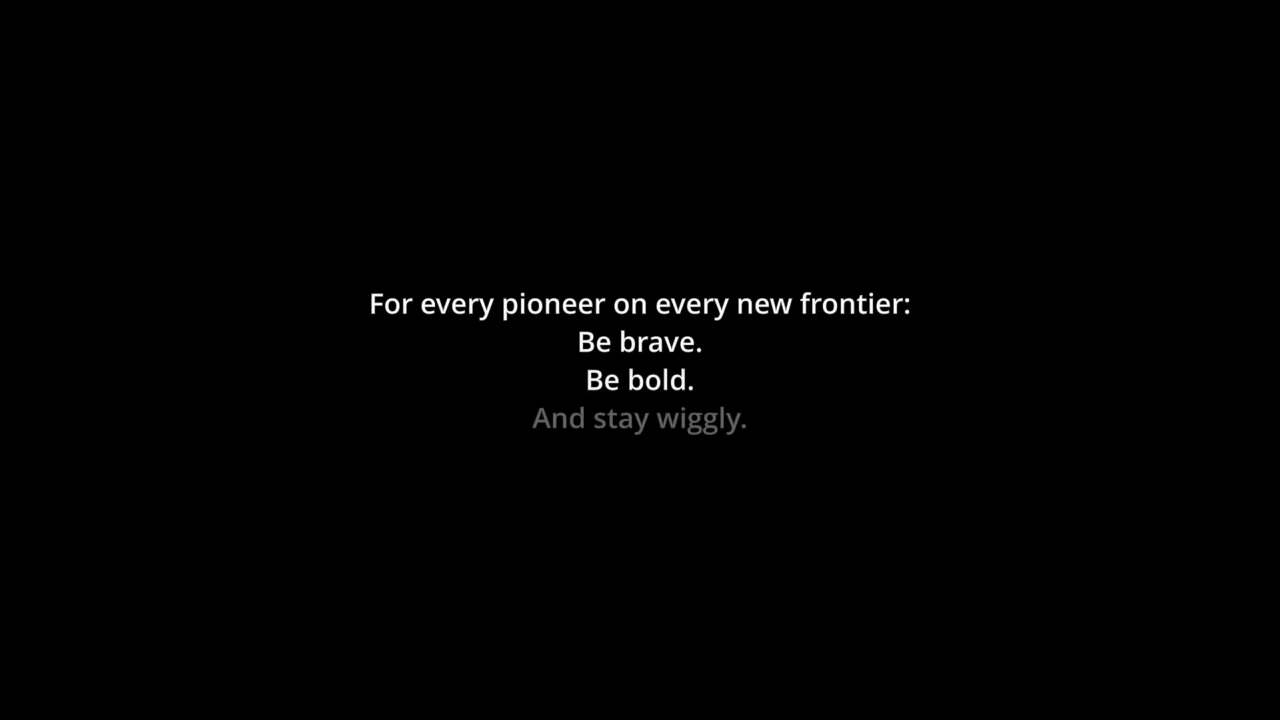 For every pioneer on every new frontier:
Be brave.
Be bold.
And stay wiggly.